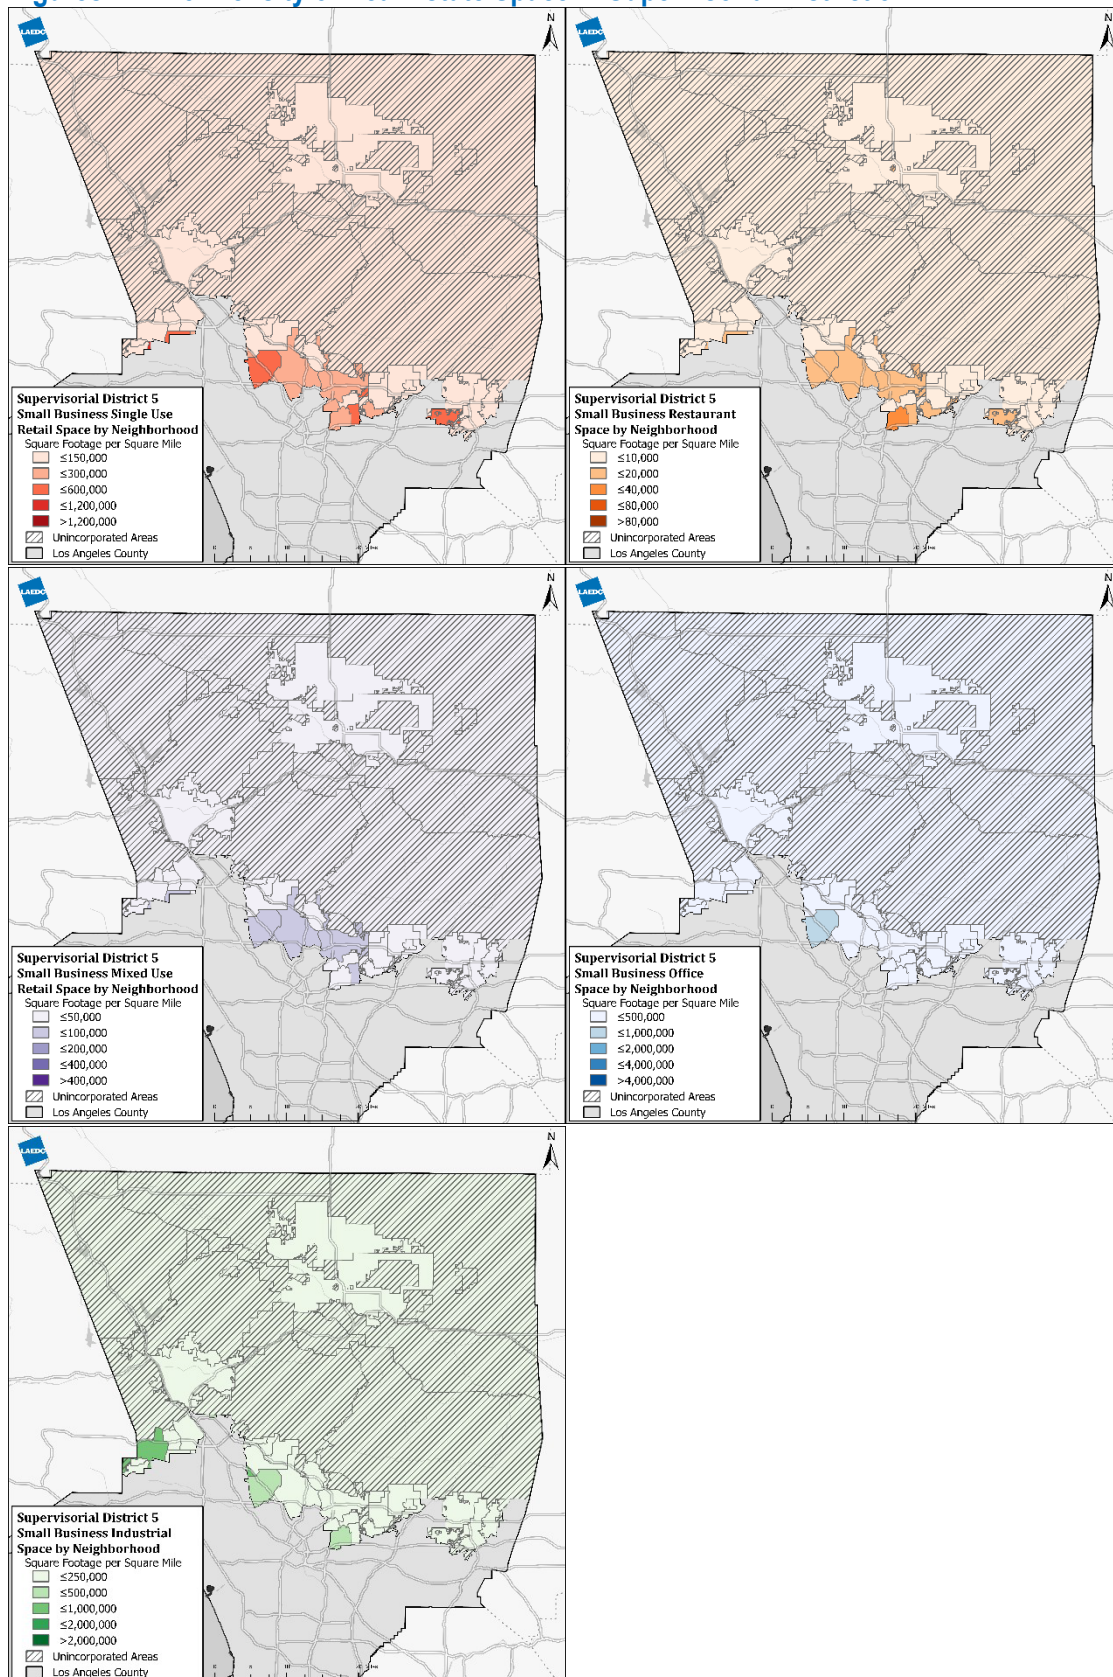 LAEDC
N
Supervisorial District 5
Small Business Single Use
Retail Space by Neighborhood
Square Footage per Square Mile
≤150,000
≤300,000
≤600,000
≤1,200,000
>1,200,000
Unincorporated Areas
Los Angeles County
N
Supervisorial District 5
Small Business Restaurant
Space by Neighborhood
Square Footage per Square Mile
≤10,000
≤20,000
≤40,000
≤80,000
>80,000
Unincorporated Areas
Los Angeles County
LAEDC
N
Supervisorial District 5
Small Business Mixed Use
Retail Space by Neighborhood
Square Footage per Square Mile
≤50,000
≤100,000
≤200,000
≤400,000
>400,000
Unincorporated Areas
Los Angeles County
LAEDC
N
Supervisorial District 5
Small Business Office
Space by Neighborhood
Square Footage per Square Mile
≤500,000
≤1,000,000
≤2,000,000
≤4,000,000
>4,000,000
Unincorporated Areas
Los Angeles County
LAEDC
N
Supervisorial District 5
Small Business Industrial
Space by Neighborhood
Square Footage per Square Mile
≤250,000
≤500,000
≤1,000,000
≤2,000,000
>2,000,000
Unincorporated Areas
Los Angeles County